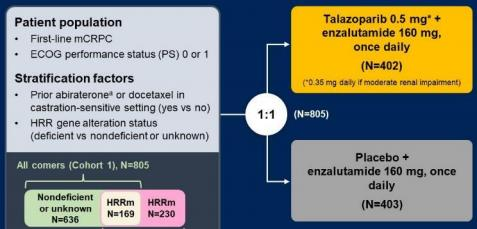 Patient population
• First-line mCRPC
• ECOG performance status (PS) 0 or 1
Stratification factors
• Prior abirateroneª or docetaxel in
castration-sensitive setting (yes vs no)
• HRR gene alteration status
(deficient vs nondeficient or unknown)
All comers (Cohort 1), N=805
Nondeficient
or unknown
N=636
HRRm
N=169
HRRm
N=230
1:1
(N=805)
Talazoparib 0.5 mg* +
enzalutamide 160 mg,
once daily
(N=402)
(*0.35 mg daily if moderate renal impairment)
Placebo +
enzalutamide 160 mg, once
daily
(N=403)